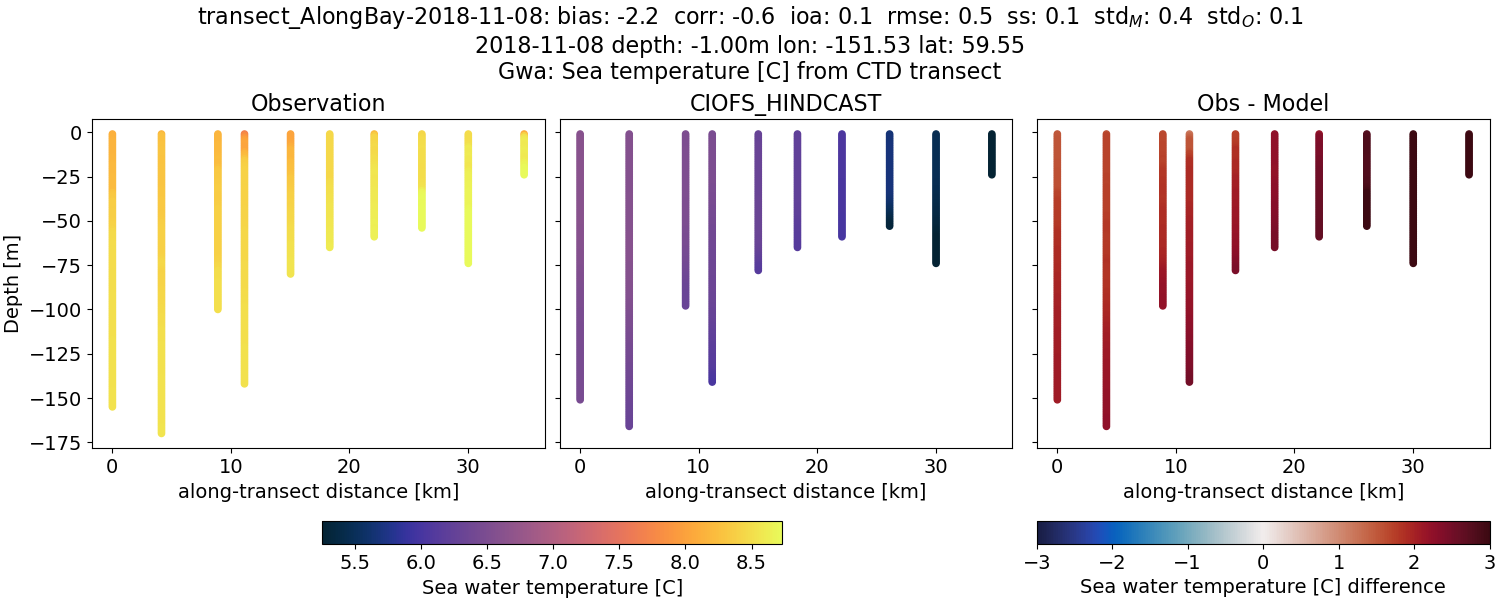 transect_AlongBay-2018-11-08: bias: -2.2 corr: -0.6 ioa: 0.1 rmse: 0.5 ss: 0.1 std_M: 0.4 std_O: 0.1
2018-11-08 depth: -1.00m lon: -151.53 lat: 59.55
Gwa: Sea temperature [C] from CTD transect
Observation
CIOFS_HINDCAST
Obs - Model
Depth [m]
0
−25
−50
−75
−100
−125
−150
−175
0 10 20 30
0 10 20 30
0 10 20 30
along-transect distance [km]
along-transect distance [km]
along-transect distance [km]
5.5 6.0 6.5 7.0 7.5 8.0 8.5
Sea water temperature [C]
−3 −2 −1 0 1 2 3
Sea water temperature [C] difference